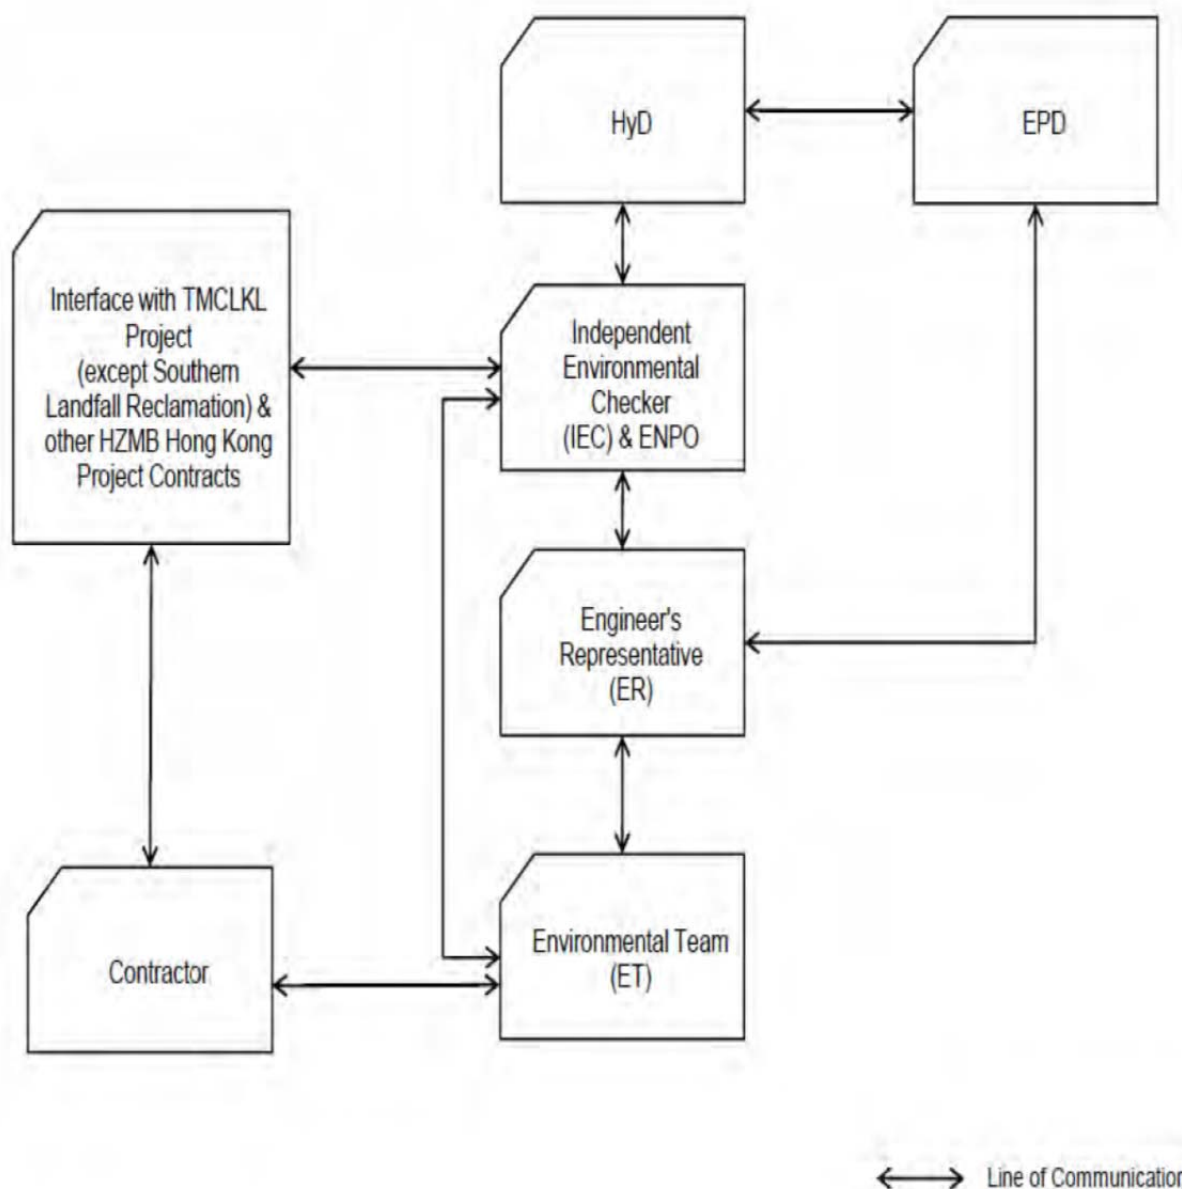 HyD
EPD
Interface with TMCLKL
Project
(except Southern
Landfall Reclamation) &
other HZMB Hong Kong
Project Contracts
Independent
Environmental
Checker
(IEC) & ENPO
Engineer's
Representative
(ER)
Environmental Team
(ET)
Contractor
Line of Communication